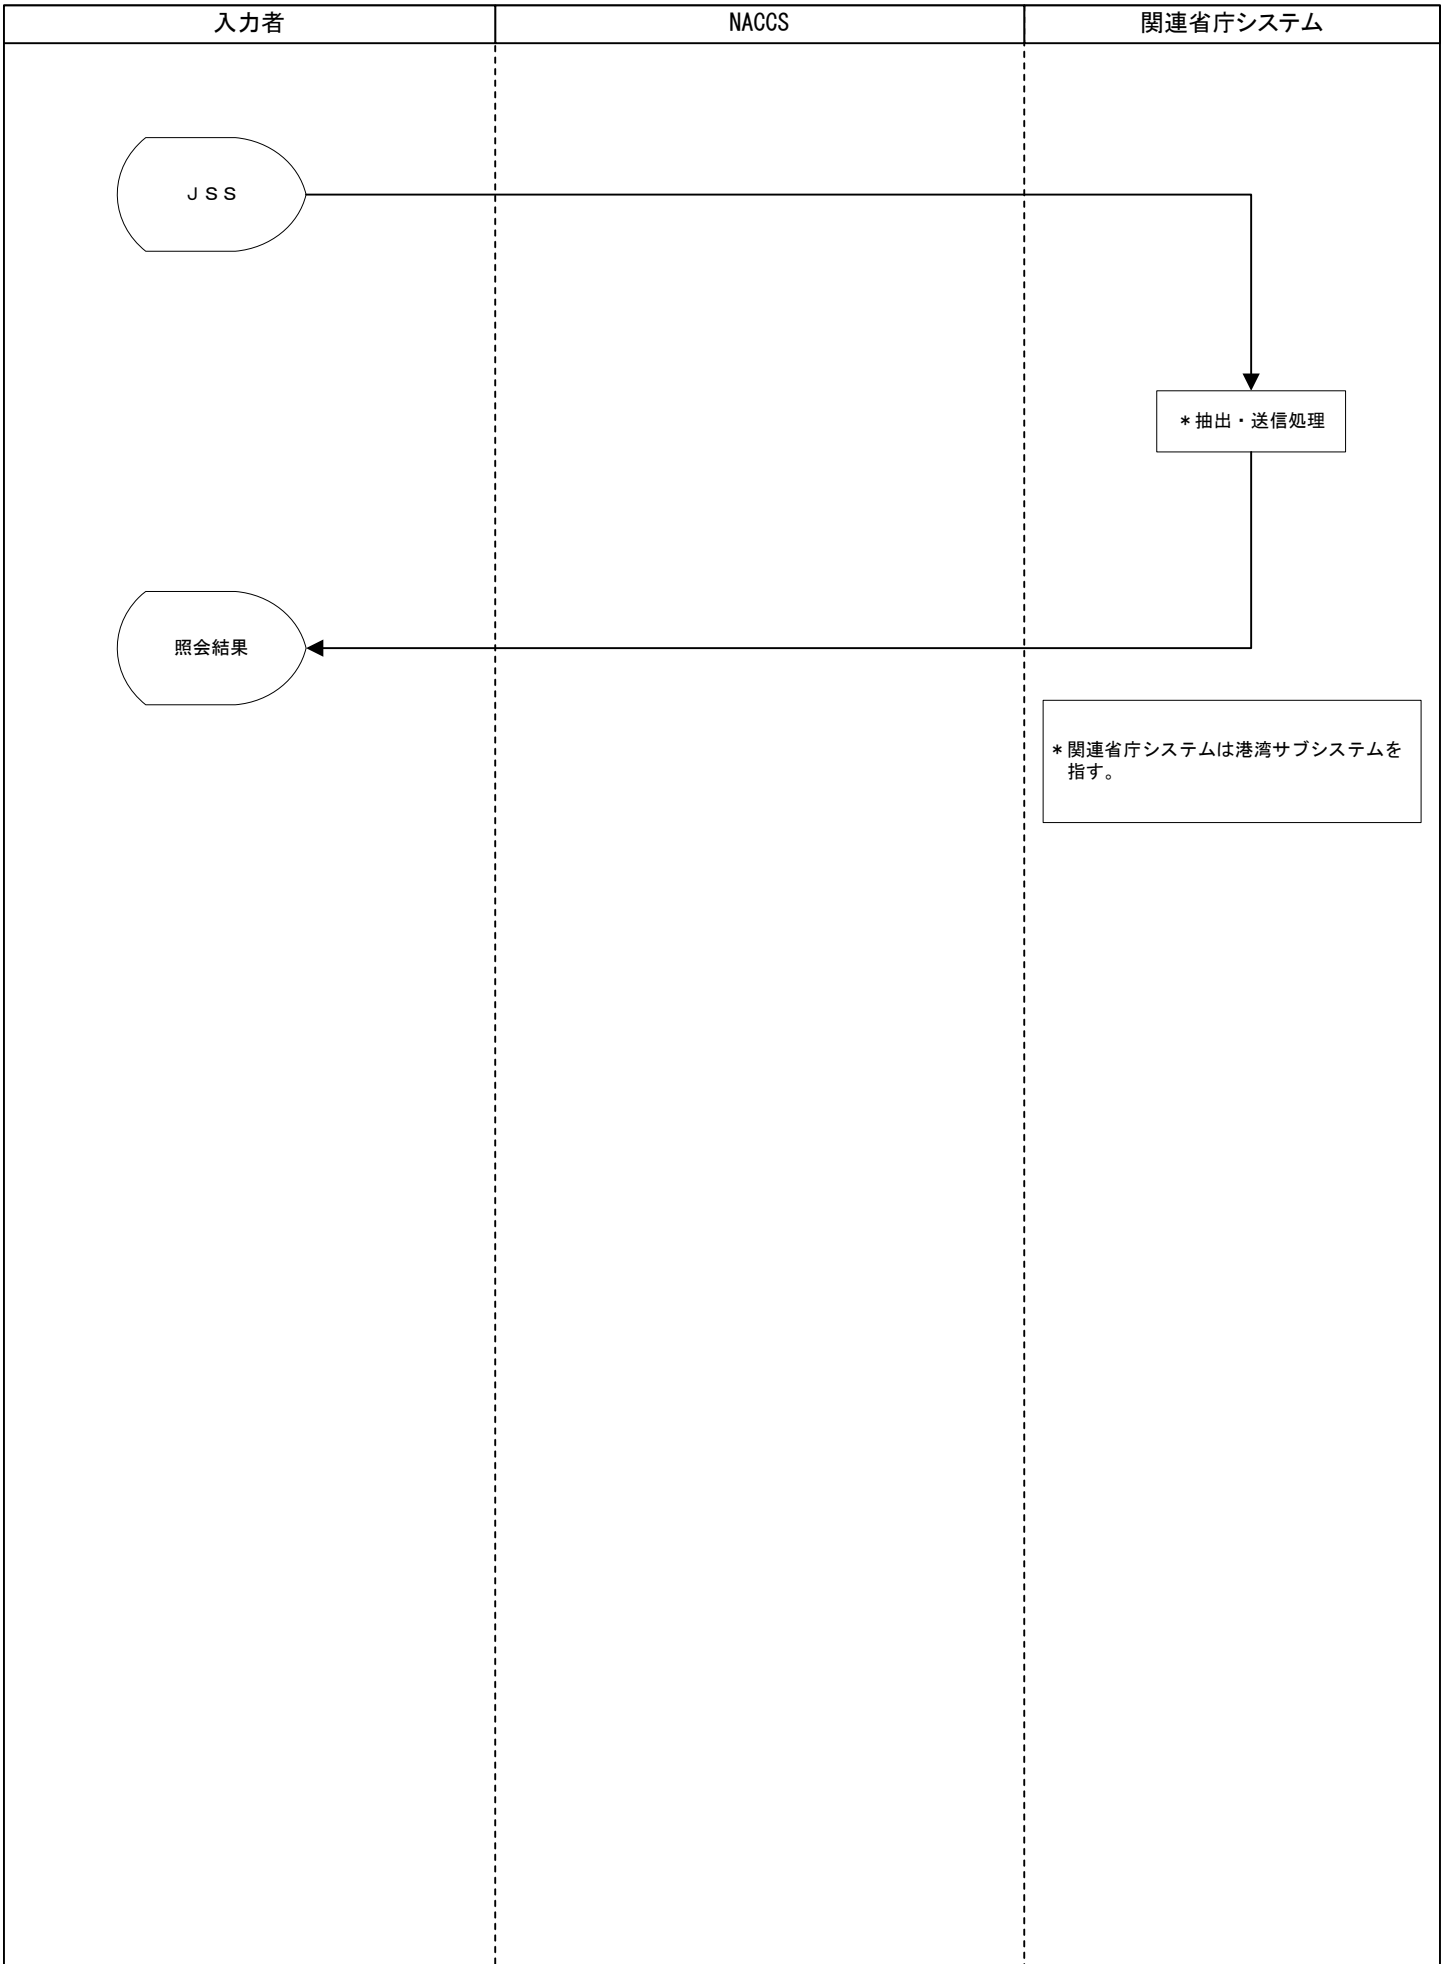 入力者
NACCS
関連省庁システム
ＪＳＳ
＊抽出・送信処理
照会結果
＊関連省庁システムは港湾サブシステムを
指す。